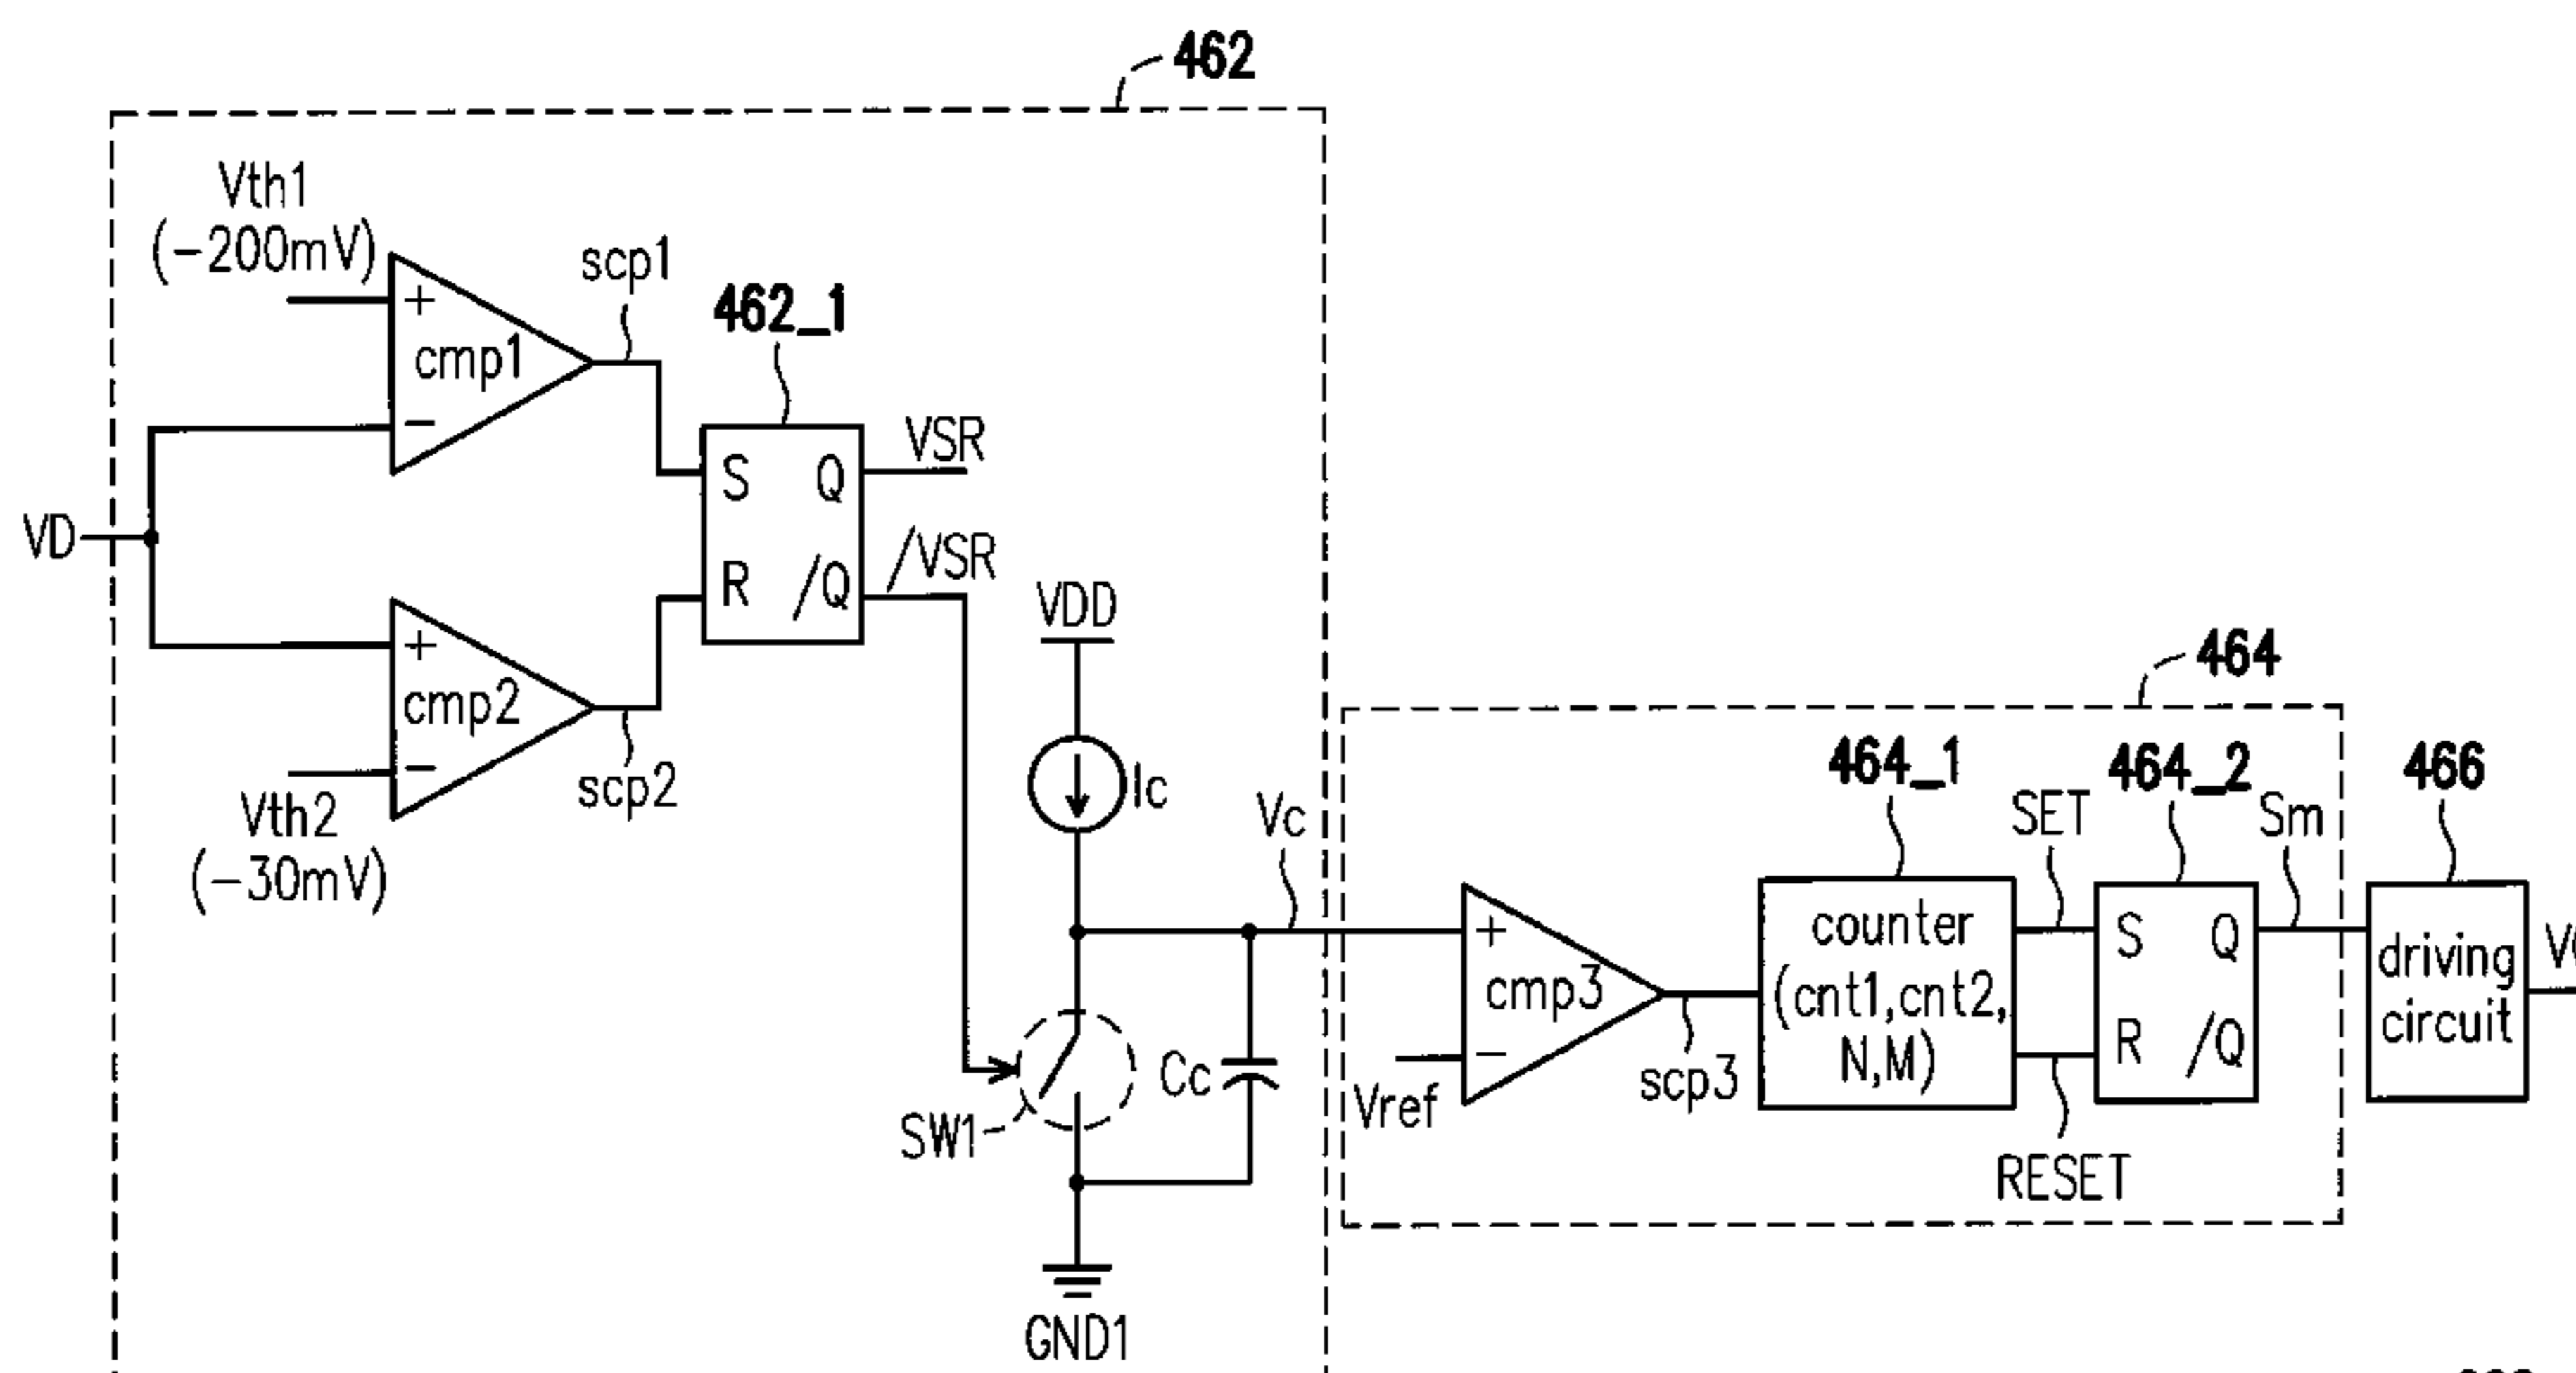 462
Vth1
(-200mV)
+
cmp1
-
scp1
462_1
VSR
S
Q
VD
/VSR
R
/Q
+
cmp2
-
scp2
Vth2
(-30mV)
VDD
Ic
Vc
SW1
Cc
GND1
464
464_1
464_2
466
SET
Sm
+
cmp3
-
Vref
scp3
counter
(cnt1,cnt2,
N,M)
S
Q
R
/Q
RESET
driving
circuit